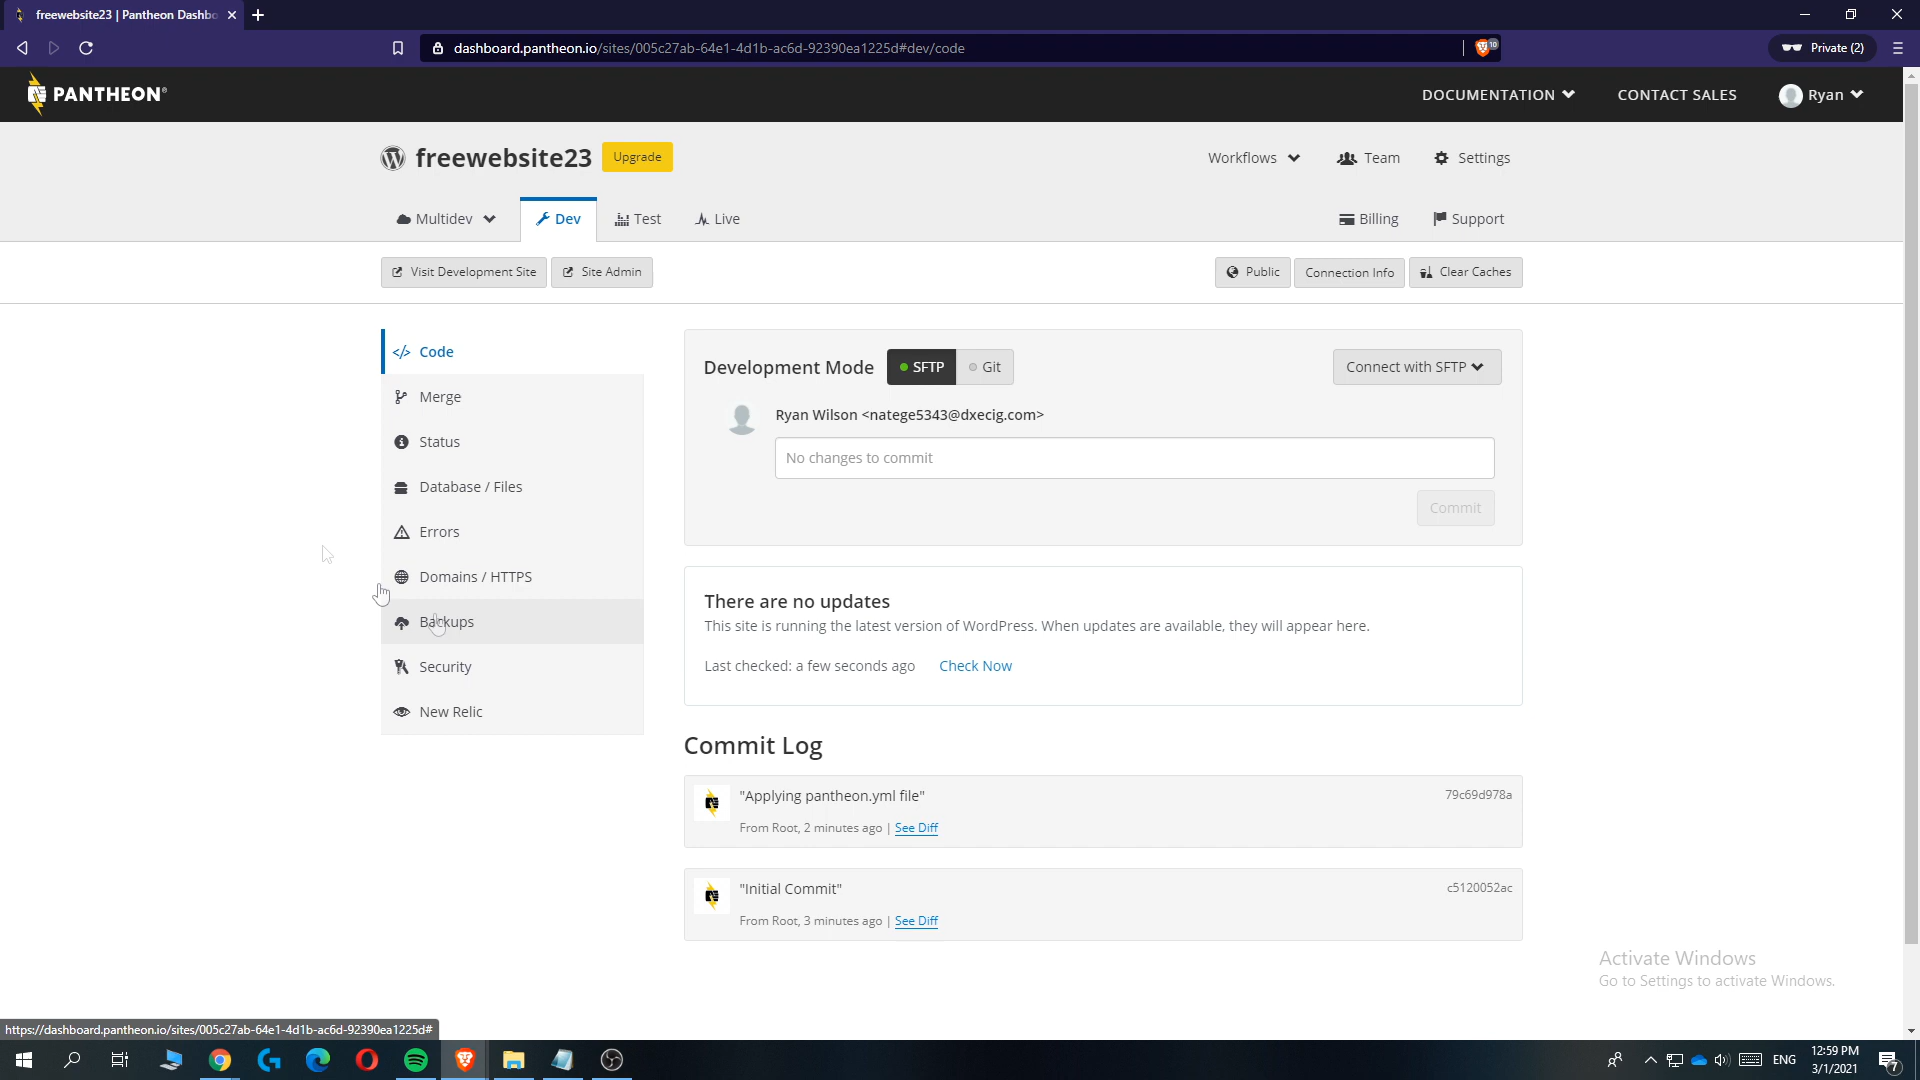 freewebsite23 | Pantheon Dashbo
dashboard.pantheon.io/sites/005c27ab-64e1-4d1b-ac6d-92390ea1225d#dev/code
10
Private (2)
PANTHEON
DOCUMENTATION
CONTACT SALES
Ryan
freewebsite23
Upgrade
Workflows
Team
Settings
Multidev
Dev
Test
Live
Billing
Support
Visit Development Site
Site Admin
Public
Connection Info
Clear Caches
Code
Merge
Status
Database / Files
Errors
Domains / HTTPS
Backups
Security
New Relic
Development Mode
SFTP
Git
Connect with SFTP
Ryan Wilson <natege5343@dxecig.com>
No changes to commit
Commit
There are no updates
This site is running the latest version of WordPress. When updates are available, they will appear here.
Last checked: a few seconds ago
Check Now
Commit Log
"Applying pantheon.yml file"
79c69d978a
From Root, 2 minutes ago | See Diff
"Initial Commit"
c5120052ac
From Root, 3 minutes ago | See Diff
Activate Windows
Go to Settings to activate Windows.
https://dashboard.pantheon.io/sites/005c27ab-64e1-4d1b-ac6d-92390ea1225d#
ENG
12:59 PM
3/1/2021
7